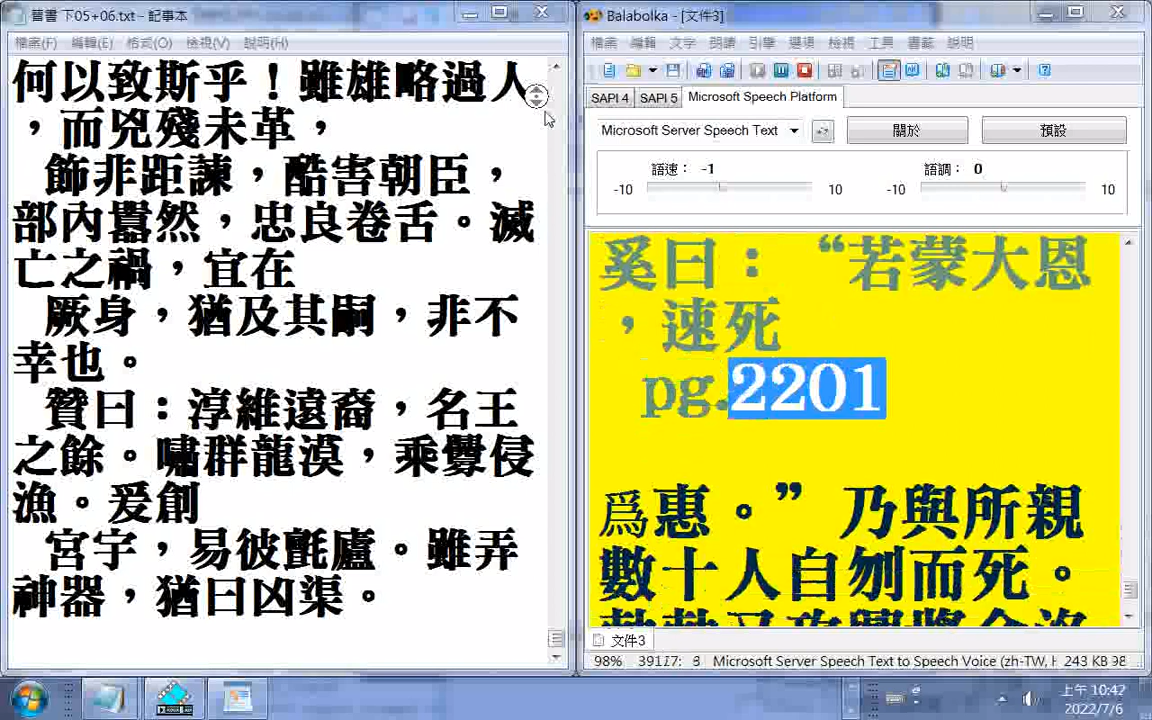 晉書 下05+06.txt - 記事本
檔案(F) 編輯(E) 格式(O) 檢視(V) 說明(H)
何以致斯乎！雖雄略過人
，而兇殘未革，
飾非距諫，酷害朝臣，
部內囂然，忠良卷舌。滅
亡之禍，宜在
厥身，猶及其嗣，非不
幸也。
贊曰：淳維遠裔，名王
之餘。嘯群龍漠，乘釁侵
漁。爰創
宮宇，易彼氈廬。雖弄
神器，猶曰凶渠。
Balabolka - [文件3]
檔案 編輯 文字 朗讀 引擎 選項 檢視 工具 書籤 說明
SAPI 4 SAPI 5 Microsoft Speech Platform
Microsoft Server Speech Text 關於 預設
語速： -1 語調： 0
-10 10 -10 10
奚曰：“若蒙大恩
，速死
pg.2201
爲惠。”乃與所親
數十人自刎而死。
文件3
98% 39117: 8 Microsoft Server Speech Text to Speech Voice (zh-TW, H 243 KB 98
上午 10:42
2022/7/6